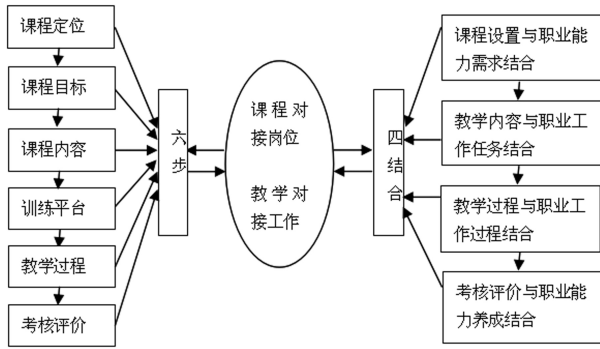 课程定位
课程目标
课程内容
训练平台
教学过程
考核评价
六
步
课程对
接岗位
教学对
接工作
四
结
合
课程设置与职业能
力需求结合
教学内容与职业工
作任务结合
教学过程与职业工
作过程结合
考核评价与职业能
力养成结合